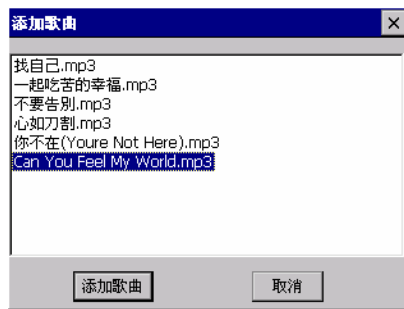 添加歌曲
找自己.mp3
一起吃苦的幸福.mp3
不要告别.mp3
心如刀割.mp3
你不在(Youre Not Here).mp3
Can You Feel My World.mp3
添加歌曲 取消